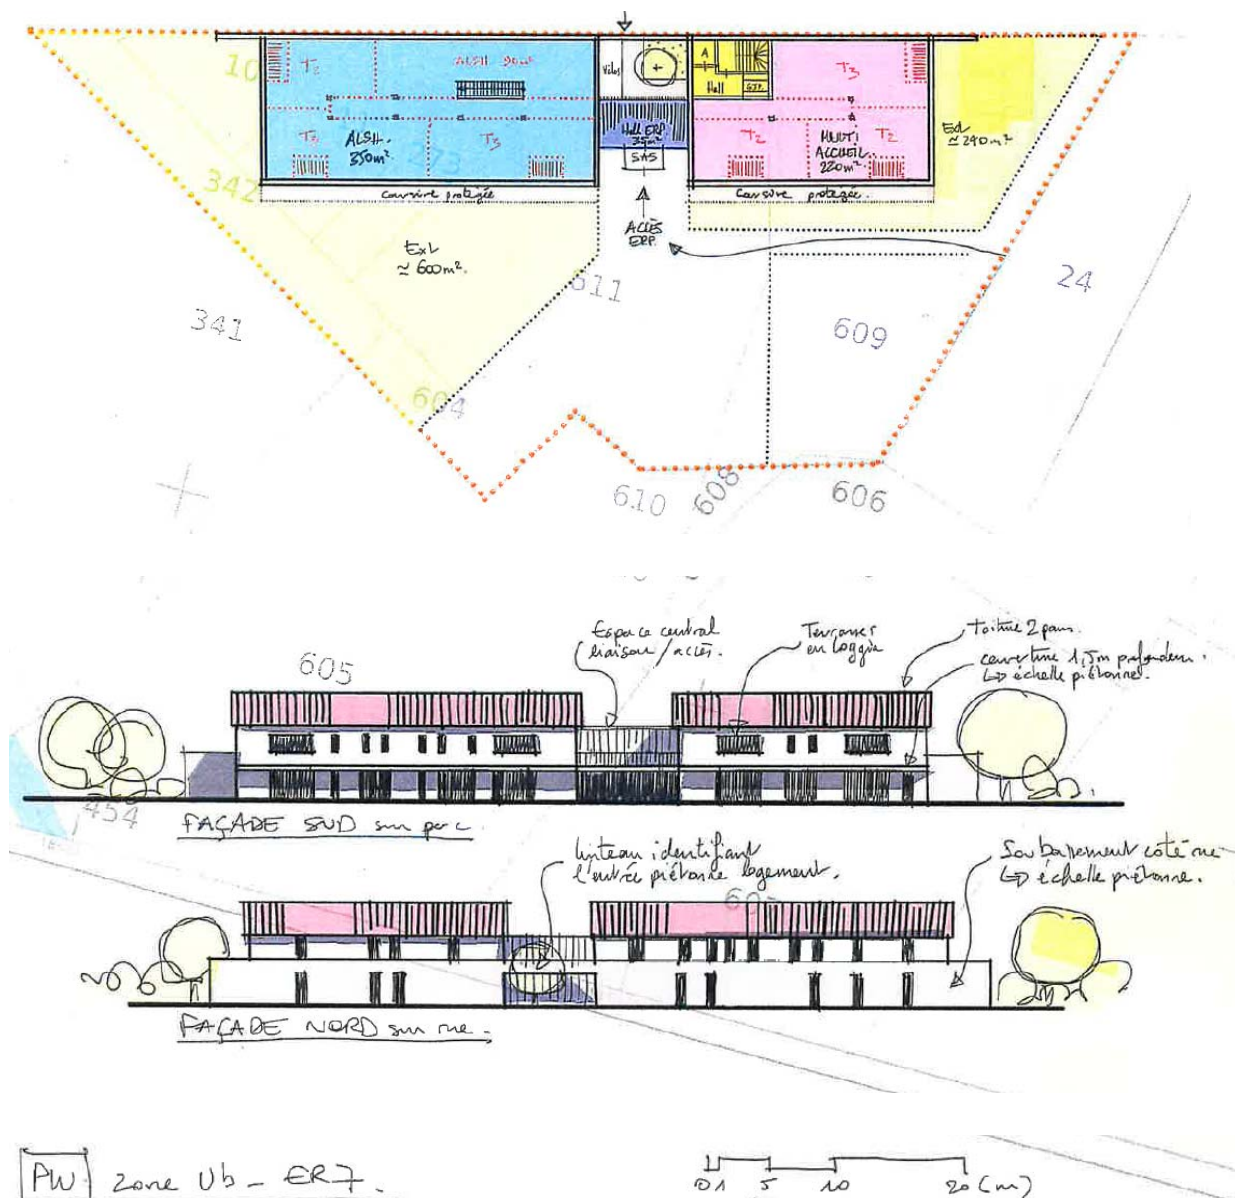 10
T2
ALSH 90m²
Vélos
A
Hall
T3
T3
ALSH.
350m²
T3
273
Hall ERP
35m²
SAS
T2
MULTI
ACCUEIL
220m²
T2
Ext
≃ 290m²
342
Coursive protégée
Coursive protégée.
ACCÈS
ERP.
Ext
≃ 600m².
611
24
341
609
604
610
608
606
605
Espace central
liaison / accès.
Terrasses
en loggia
toiture 2 pans.
couvertine 1,5m profondeur.
↳ échelle piétonne.
454
FAÇADE SUD sur parc
linteau identifiant
l'entrée piétonne logement.
Soubassement côté rue
↳ échelle piétonne.
FAÇADE NORD sur rue.
PW
Zone Ub - ER7.
0 1 5 10 20 (m)